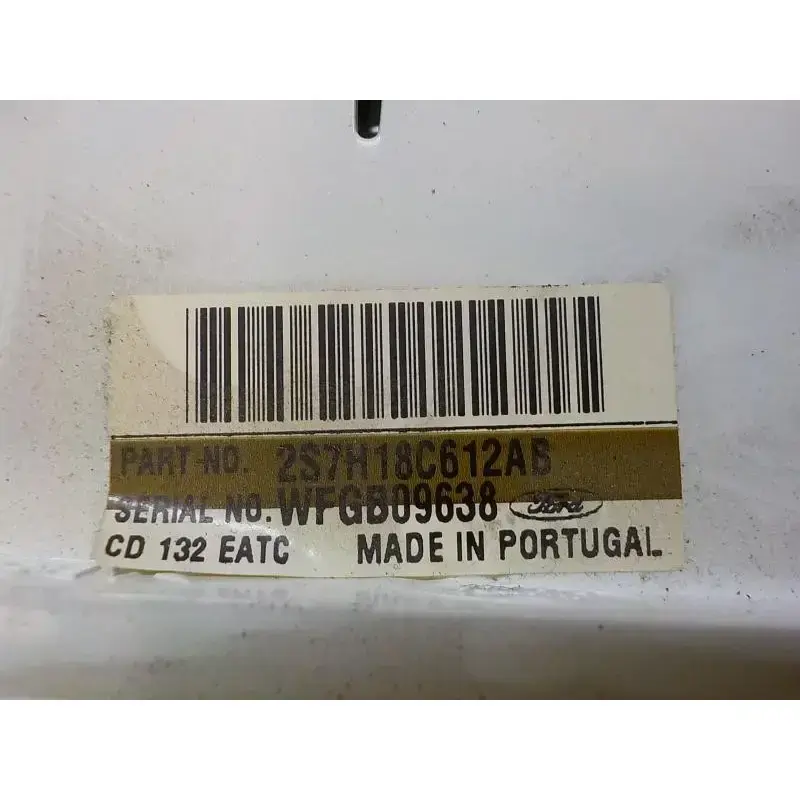 PART NO. 2S7H18C612AB
SERIAL NO. WFGB09638 Ford
CD 132 EATC MADE IN PORTUGAL